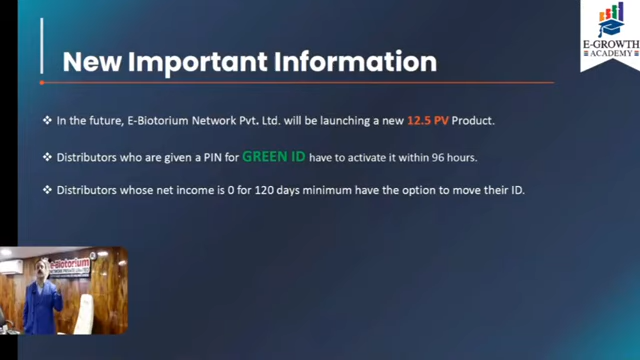 E-GROWTH
ACADEMY
New Important Information
In the future, E-Biotorium Network Pvt. Ltd. will be launching a new 12.5 PV Product.
Distributors who are given a PIN for GREEN ID have to activate it within 96 hours.
Distributors whose net income is 0 for 120 days minimum have the option to move their ID.
e-Biotorium